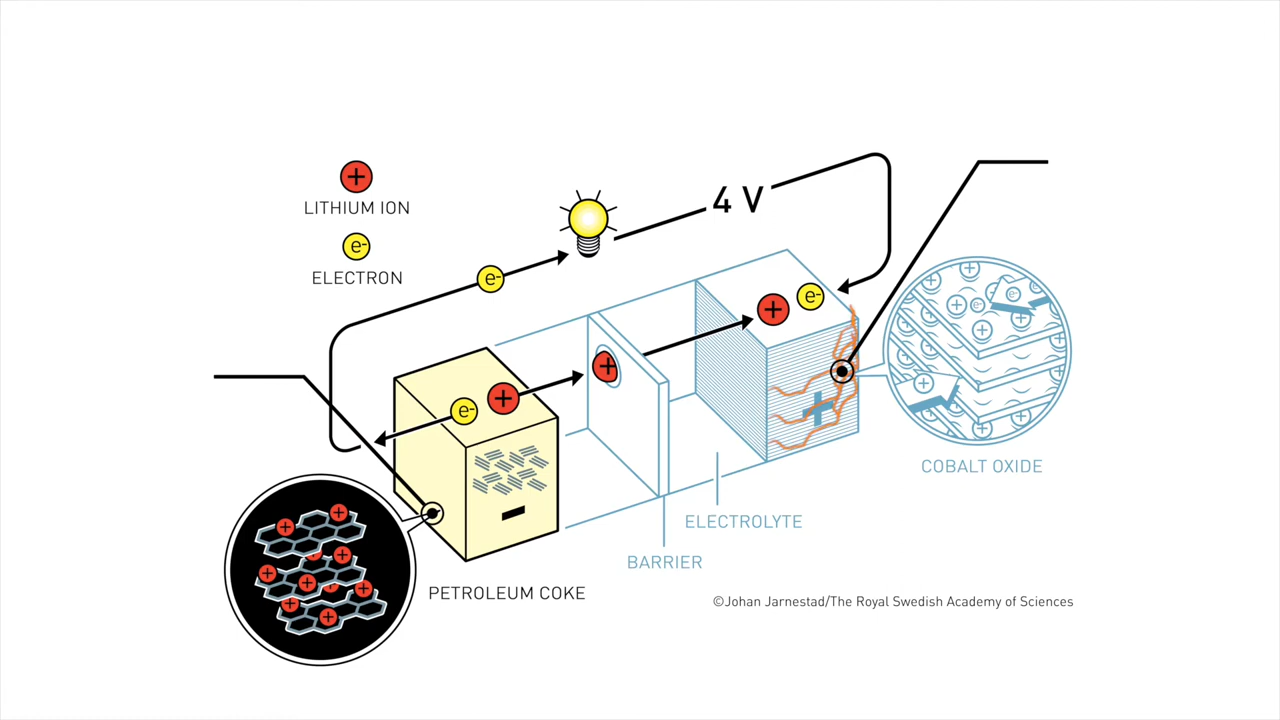 4 V
+
LITHIUM ION
e-
ELECTRON
e-
+
e-
+
e-
+
+
-
COBALT OXIDE
ELECTROLYTE
BARRIER
PETROLEUM COKE
©Johan Jarnestad/The Royal Swedish Academy of Sciences